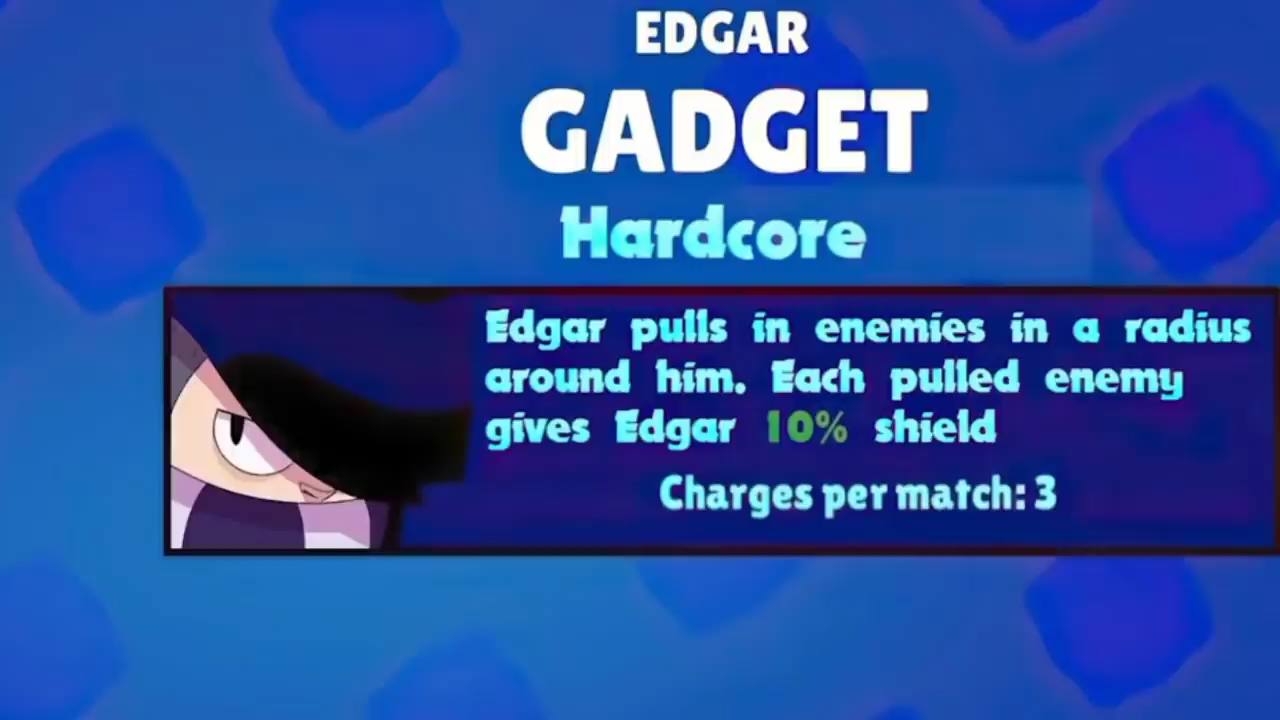 EDGAR
GADGET
Hardcore
Edgar pulls in enemies in a radius
around him. Each pulled enemy
gives Edgar 10% shield
Charges per match: 3